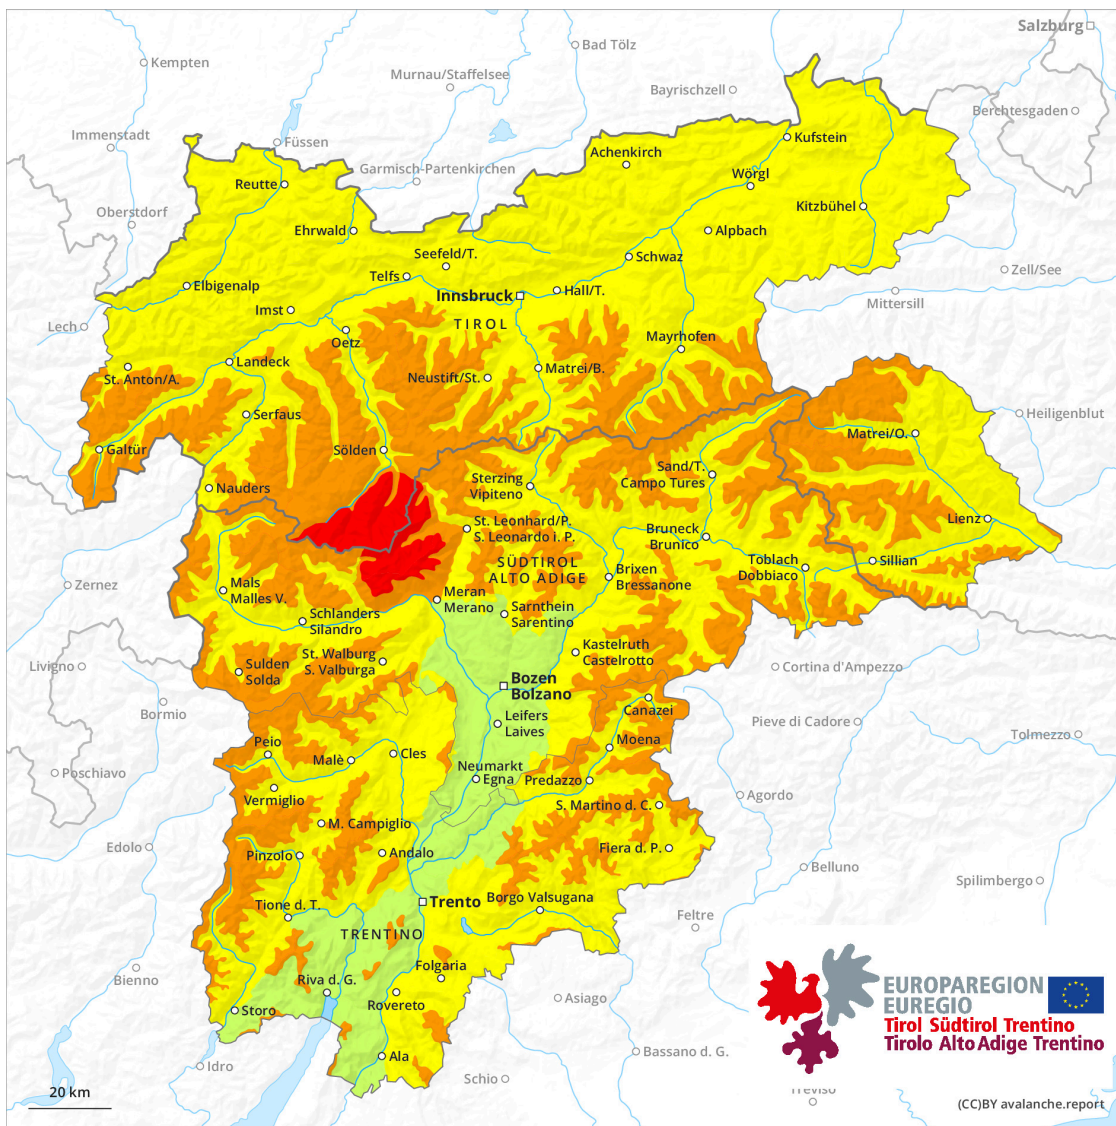 Salzburg
Bad Tölz
Kempten
Murnau/Staffelsee
Bayrischzell
Berchtesgaden
Immenstadt
Füssen
Kufstein
Achenkirch
Garmisch-Partenkirchen
Wörgl
Reutte
Kitzbühel
Oberstdorf
Ehrwald
Alpbach
Seefeld/T.
Schwaz
Zell/See
Telfs
Elbigenalp
Hall/T.
Innsbruck
Mittersill
Imst
TIROL
Lech
Oetz
Mayrhofen
Landeck
St. Anton/A.
Neustift/St.
Matrei/B.
Serfaus
Heiligenblut
Matrei/O.
Galtür
Sölden
Sand/T.
Campo Tures
Nauders
Sterzing
Vipiteno
Lienz
St. Leonhard/P.
S. Leonardo i. P.
Bruneck
Brunico
SÜDTIROL
ALTO ADIGE
Toblach
Dobbiaco
Sillian
Brixen
Bressanone
Zernez
Mals
Malles V.
Meran
Merano
Sarnthein
Sarentino
Schlanders
Silandro
Kastelruth
Castelrotto
St. Walburg
S. Valburga
Livigno
Sulden
Solda
Cortina d'Ampezzo
Bozen
Bolzano
Bormio
Canazei
Leifers
Laives
Pieve di Cadore
Tolmezzo
Peio
Moena
Cles
Malè
Poschiavo
Neumarkt
Egna
Predazzo
Vermiglio
Agordo
S. Martino d. C.
M. Campiglio
Edolo
Pinzolo
Andalo
Fiera d. P.
Belluno
Spilimbergo
Tione d. T.
Trento
Borgo Valsugana
Feltre
TRENTINO
Folgaria
Bienno
Riva d. G.
EUROPAREGION
EUREGIO
Tirol Südtirol Trentino
Tirolo Alto Adige Trentino
Storo
Rovereto
Asiago
Ala
Bassano d. G.
Idro
Schio
Treviso
20 km
(CC)BY avalanche.report